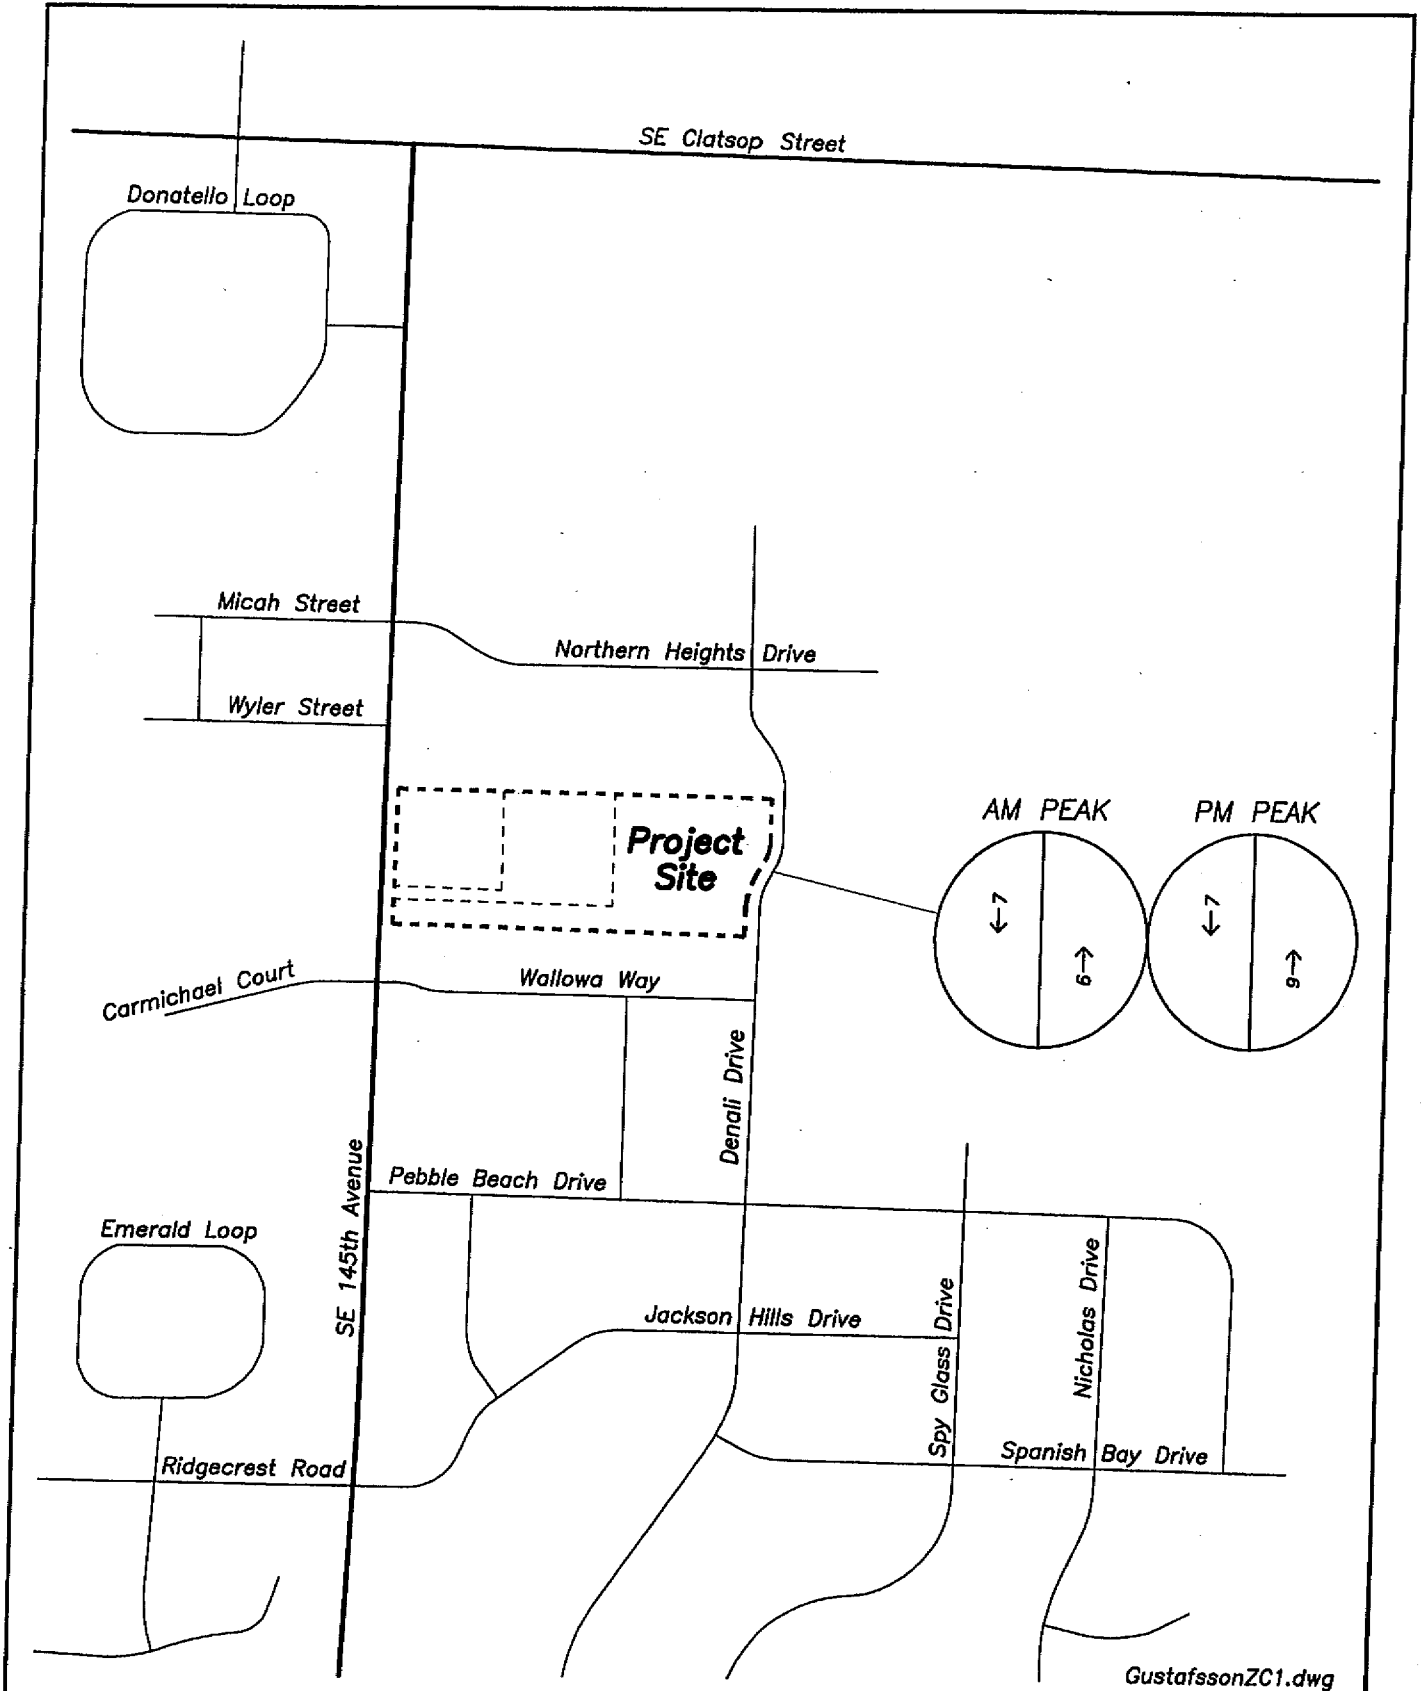 SE Clatsop Street
Donatello Loop
Micah Street
Northern Heights Drive
Wyler Street
AM PEAK
PM PEAK
Project
Site
←7
6→
←7
9→
Carmichael Court
Wallowa Way
Denali Drive
SE 145th Avenue
Pebble Beach Drive
Emerald Loop
Jackson Hills Drive
Spy Glass Drive
Nicholas Drive
Ridgecrest Road
Spanish Bay Drive
GustafssonZC1.dwg